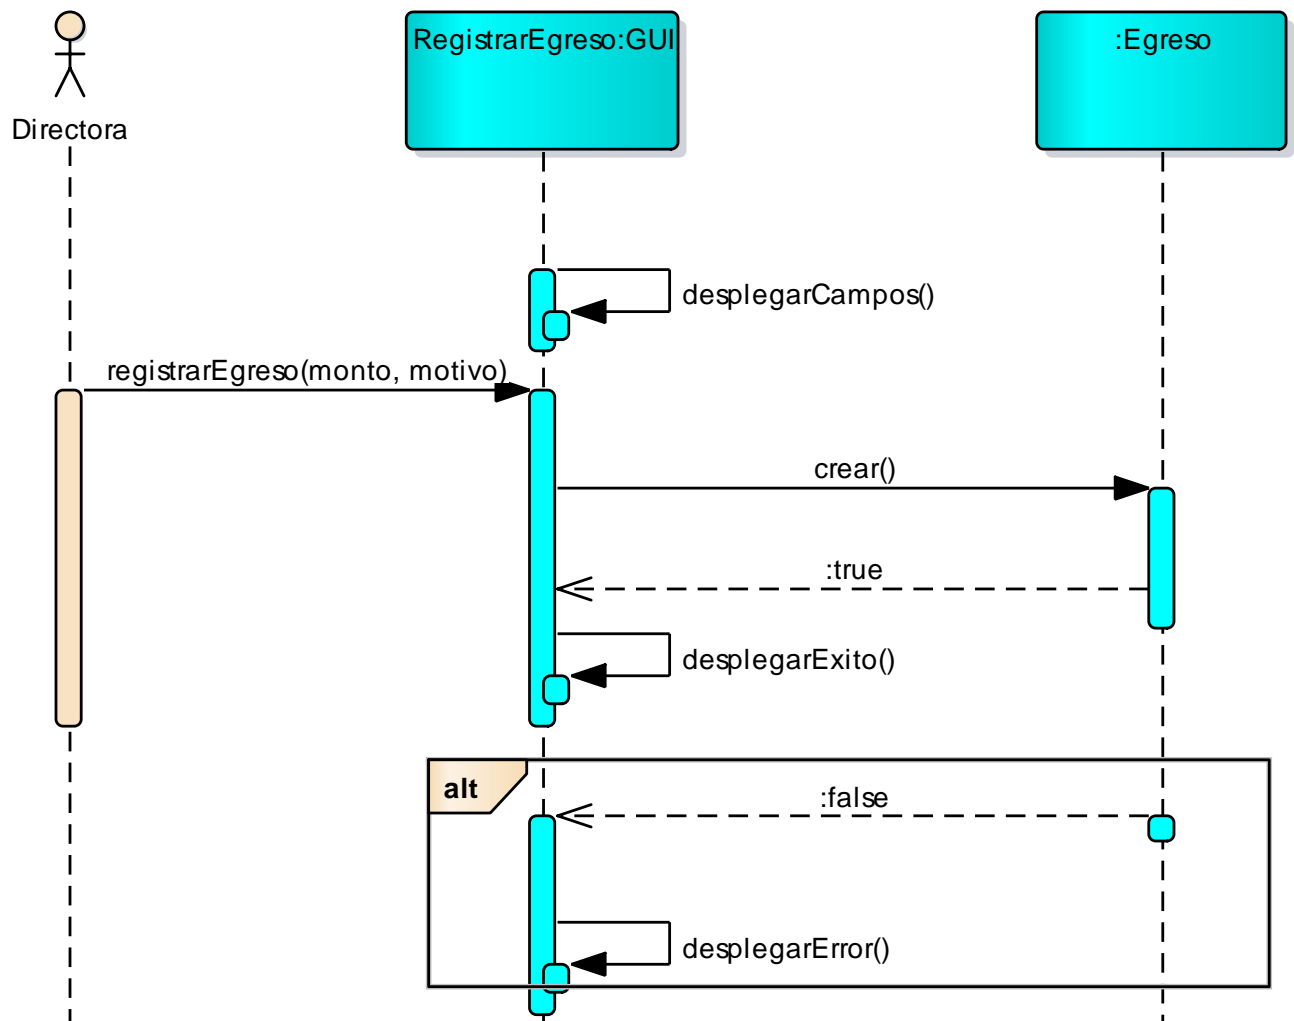 RegistrarEgreso:GUI
:Egreso
Directora
desplegarCampos()
registrarEgreso(monto, motivo)
crear()
:true
desplegarExito()
alt
:false
desplegarError()